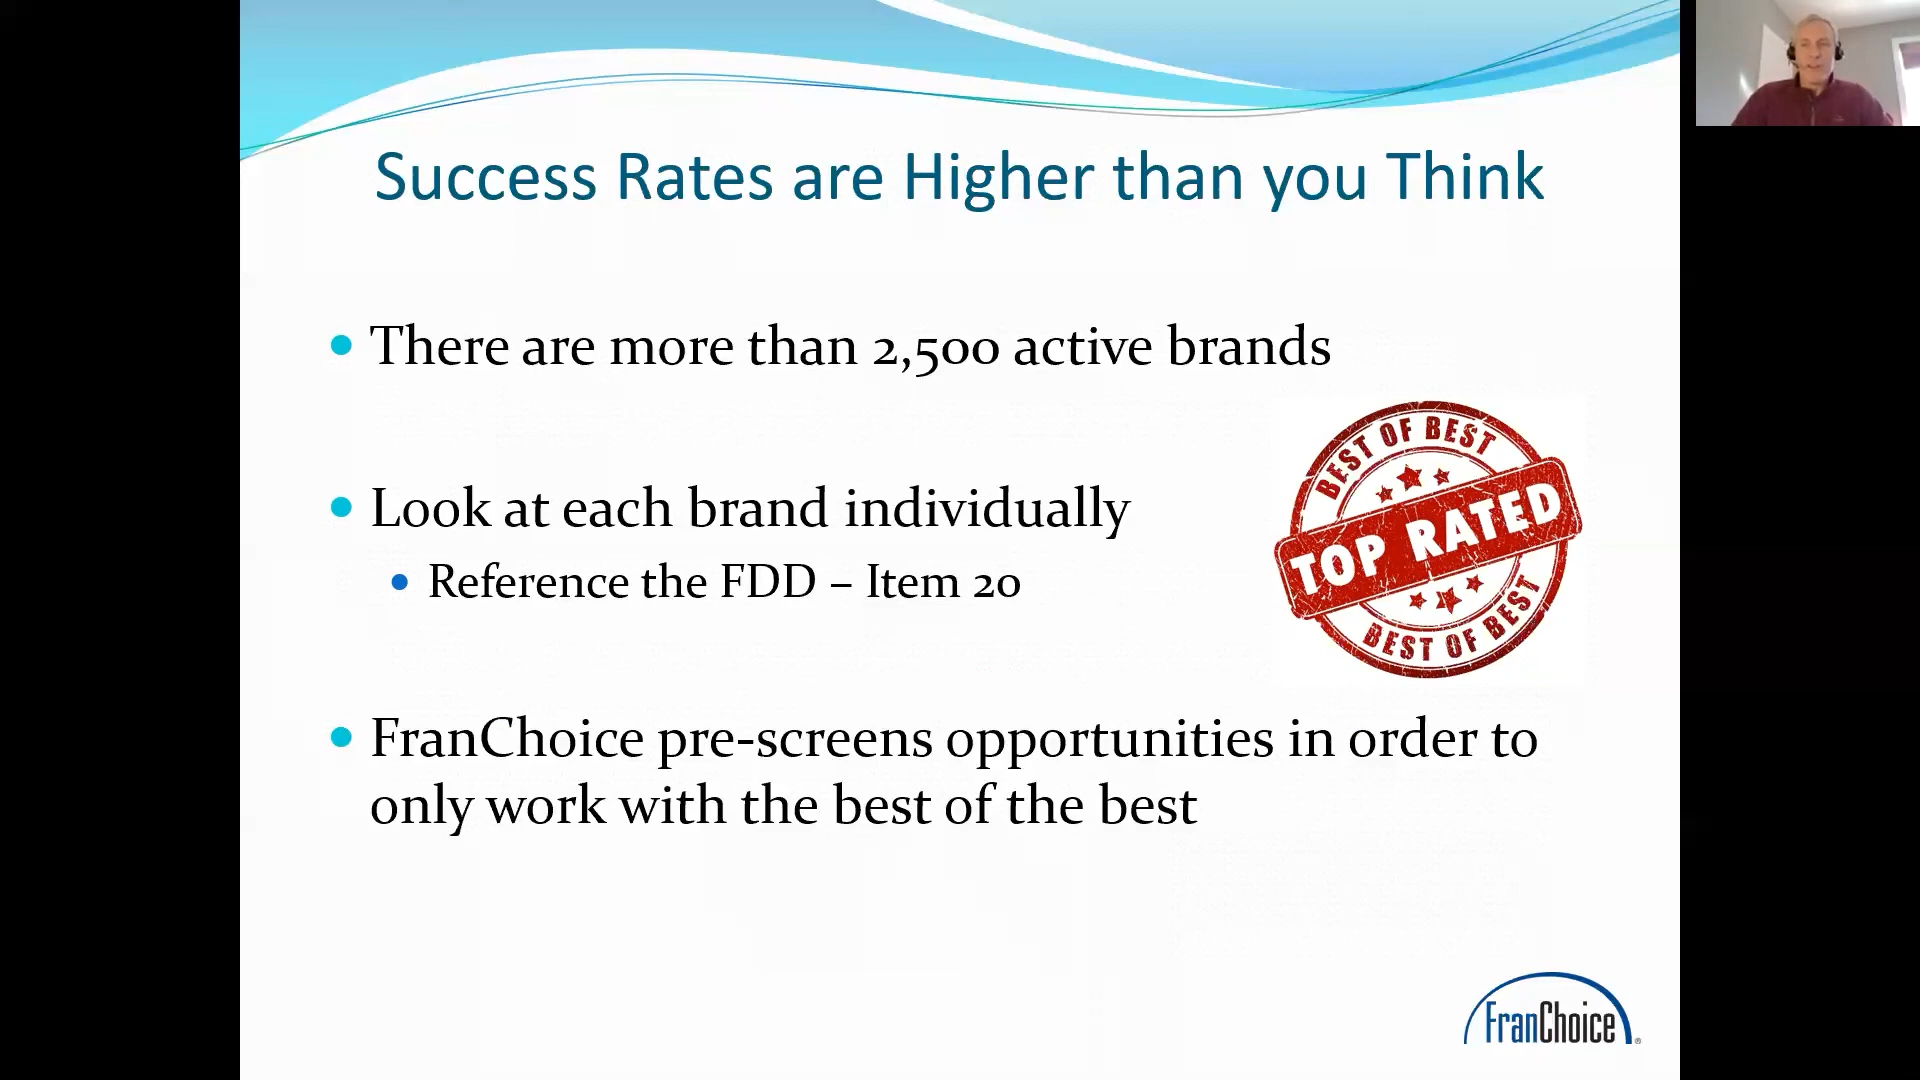 Success Rates are Higher than you Think
There are more than 2,500 active brands
Look at each brand individually
Reference the FDD – Item 20
BEST OF BEST
TOP RATED
BEST OF BEST
FranChoice pre-screens opportunities in order to
only work with the best of the best
FranChoice®